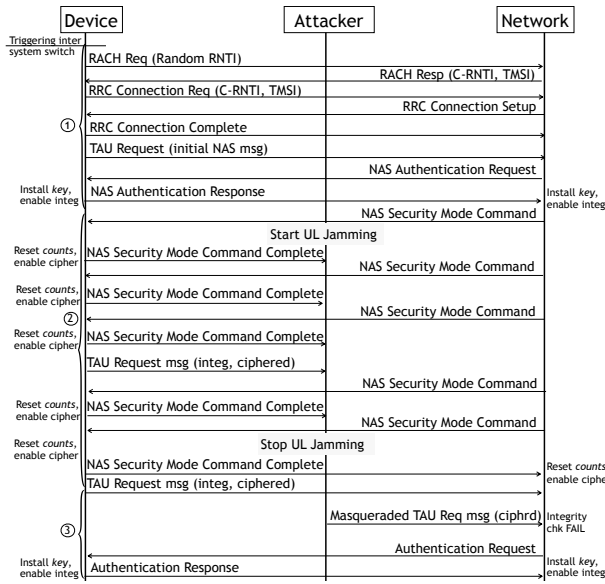 Device
Attacker
Network
Triggering inter
system switch
RACH Req (Random RNTI)
RACH Resp (C-RNTI, TMSI)
RRC Connection Req (C-RNTI, TMSI)
RRC Connection Setup
①
RRC Connection Complete
TAU Request (initial NAS msg)
NAS Authentication Request
Install key,
enable integ
NAS Authentication Response
Install key,
enable integ
NAS Security Mode Command
Start UL Jamming
Reset counts,
enable cipher
NAS Security Mode Command Complete
NAS Security Mode Command
Reset counts,
enable cipher
NAS Security Mode Command Complete
NAS Security Mode Command
②
Reset counts,
enable cipher
NAS Security Mode Command Complete
TAU Request msg (integ, ciphered)
NAS Security Mode Command
Reset counts,
enable cipher
NAS Security Mode Command Complete
NAS Security Mode Command
Reset counts,
enable cipher
Stop UL Jamming
NAS Security Mode Command Complete
Reset counts
enable ciphe
TAU Request msg (integ, ciphered)
③
Masqueraded TAU Req msg (ciphrd)
Integrity
chk FAIL
Authentication Request
Install key,
enable integ
Authentication Response
Install key,
enable integ